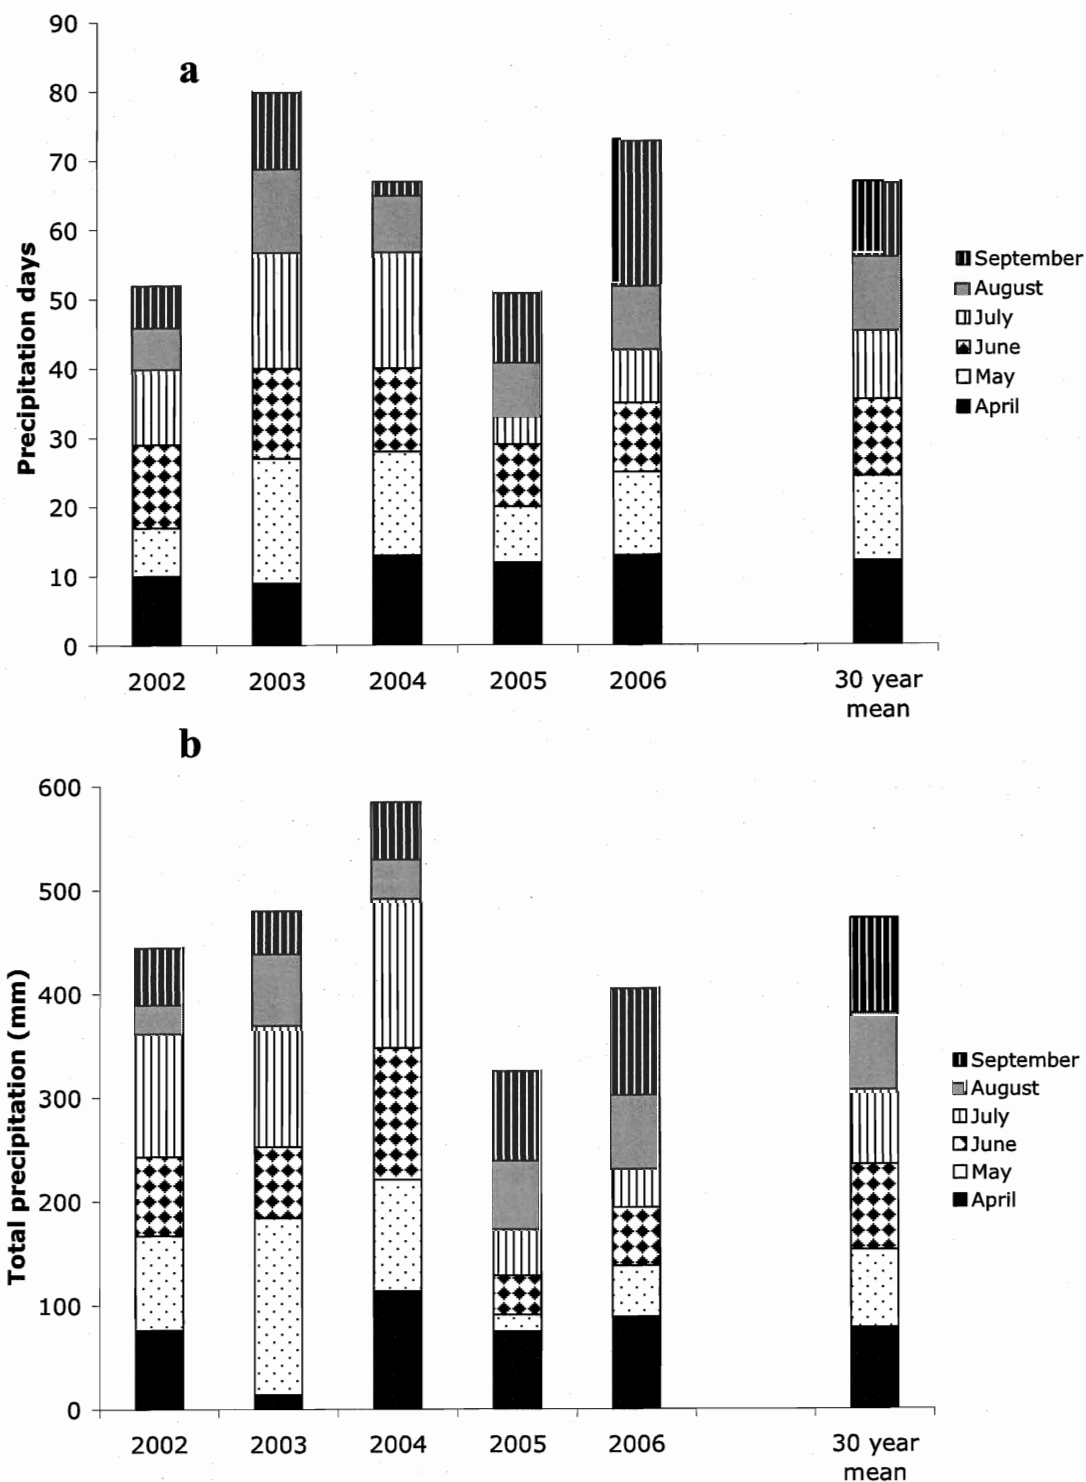 a
Precipitation days
90
80
70
60
50
40
30
20
10
0
2002
2003
2004
2005
2006
30 year
mean
September
August
July
June
May
April
b
Total precipitation (mm)
600
500
400
300
200
100
0
2002
2003
2004
2005
2006
30 year
mean
September
August
July
June
May
April